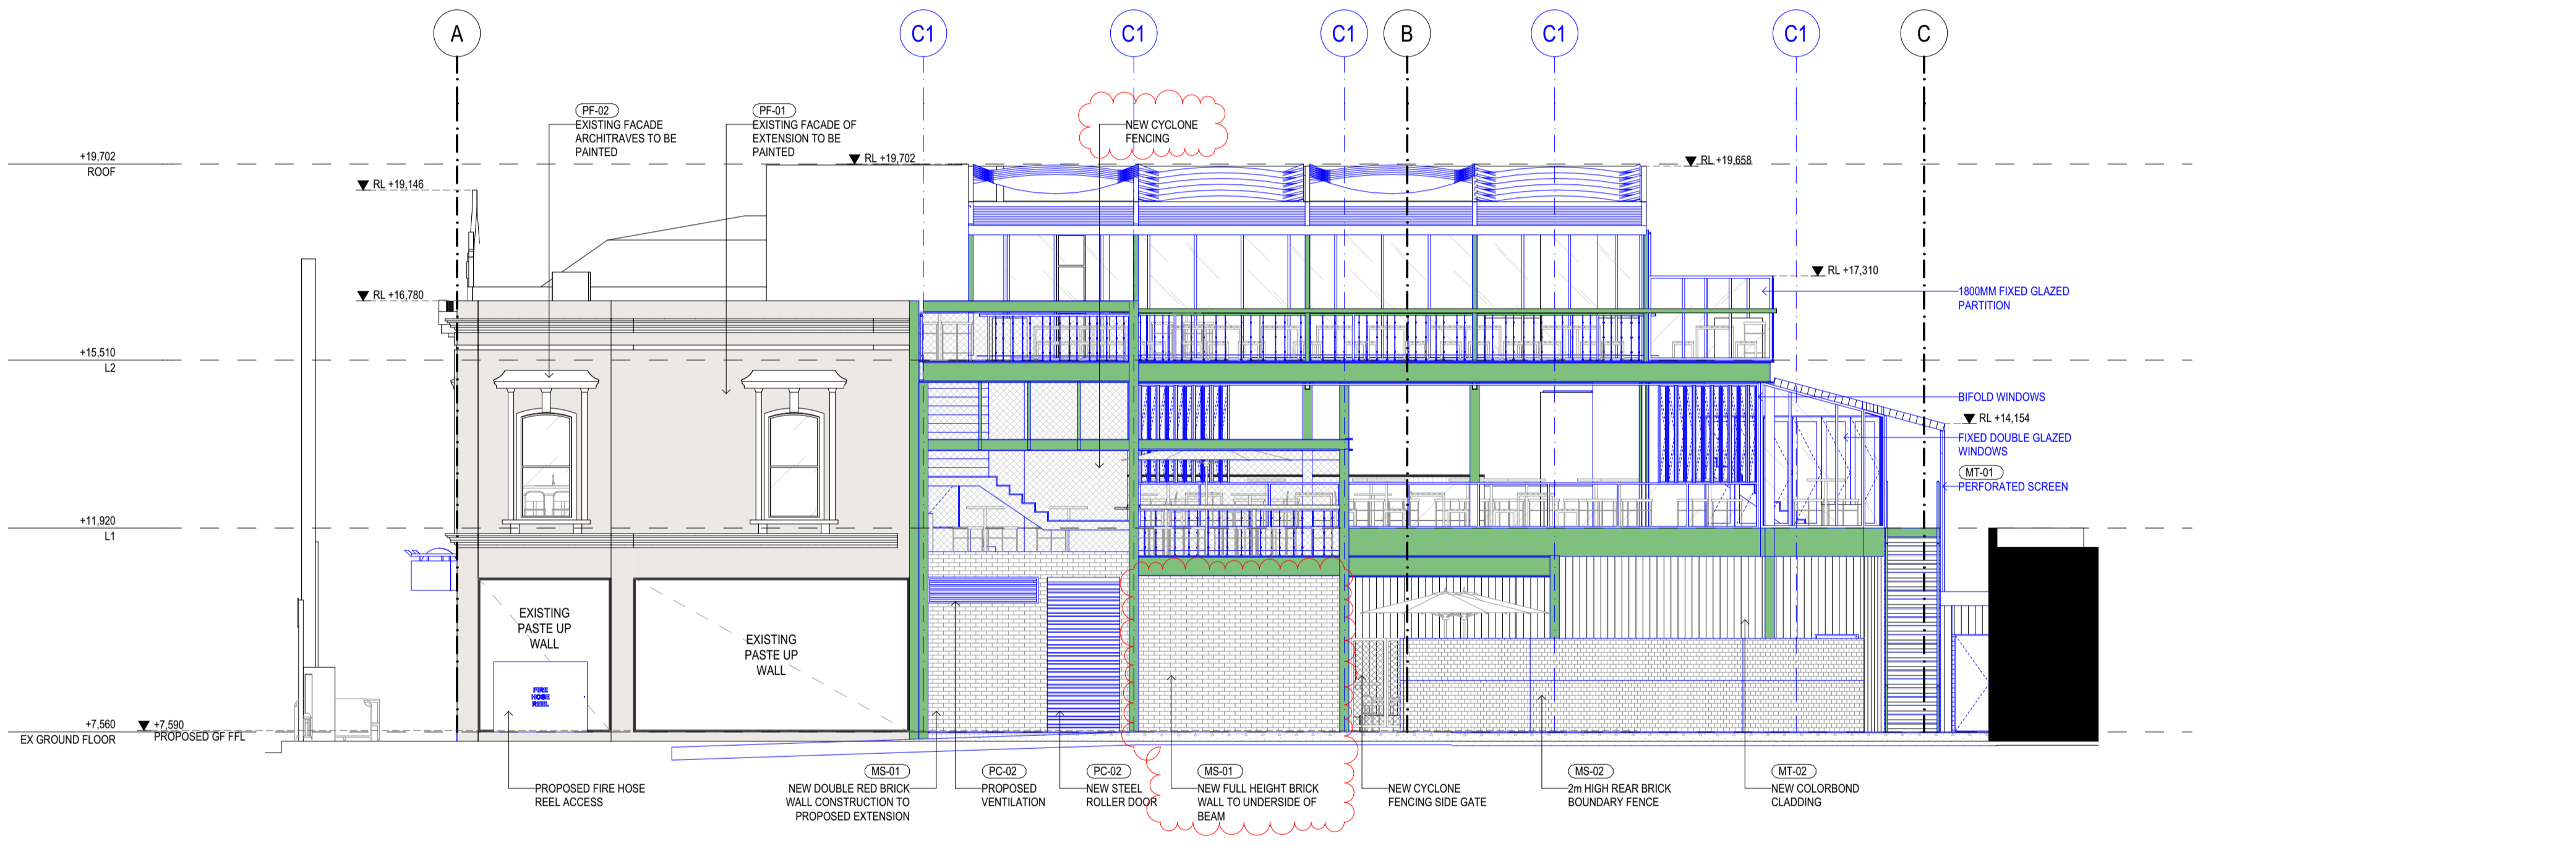 A
C1
C1
C1
B
C1
C1
C
PF-02
EXISTING FACADE
ARCHITRAVES TO BE
PAINTED
PF-01
EXISTING FACADE OF
EXTENSION TO BE
PAINTED
NEW CYCLONE
FENCING
+19,702
ROOF
RL +19,702
RL +19,658
RL +19,146
RL +17,310
1800MM FIXED GLAZED
PARTITION
RL +16,780
+15,510
L2
BIFOLD WINDOWS
RL +14,154
FIXED DOUBLE GLAZED
WINDOWS
MT-01
PERFORATED SCREEN
+11,920
L1
EXISTING
PASTE UP
WALL
EXISTING
PASTE UP
WALL
FIRE
HOSE
REEL
+7,560
EX GROUND FLOOR
+7,590
PROPOSED GF FFL
PROPOSED FIRE HOSE
REEL ACCESS
MS-01
NEW DOUBLE RED BRICK
WALL CONSTRUCTION TO
PROPOSED EXTENSION
PC-02
PROPOSED
VENTILATION
PC-02
NEW STEEL
ROLLER DOOR
MS-01
NEW FULL HEIGHT BRICK
WALL TO UNDERSIDE OF
BEAM
NEW CYCLONE
FENCING SIDE GATE
MS-02
2m HIGH REAR BRICK
BOUNDARY FENCE
MT-02
NEW COLORBOND
CLADDING